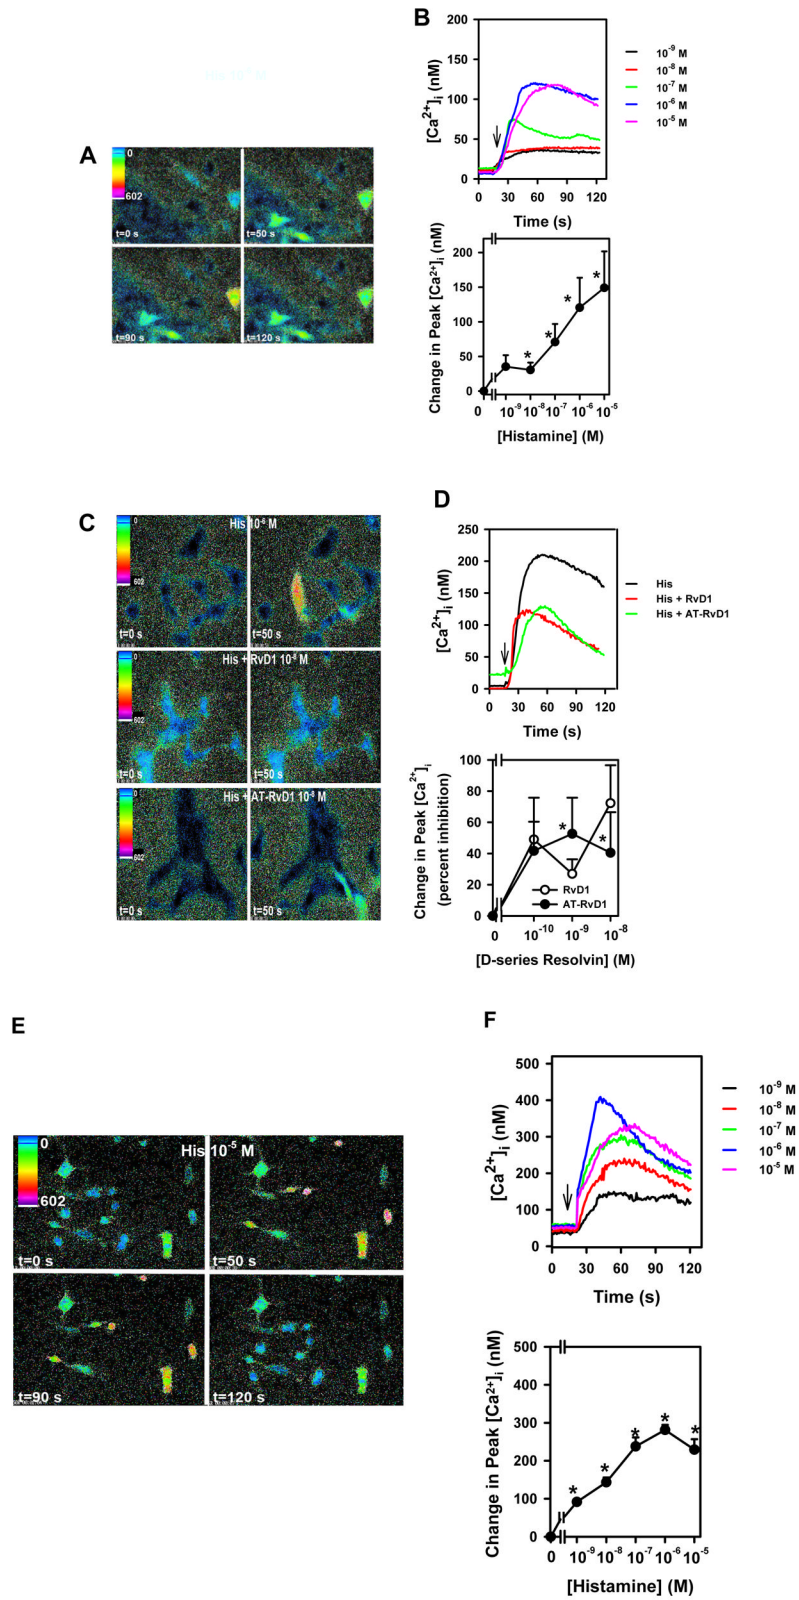 B
200
150
100
50
0
[Ca²⁺]ᵢ (nM)
0 30 60 90 120
Time (s)
10⁻⁹ M
10⁻⁸ M
10⁻⁷ M
10⁻⁶ M
10⁻⁵ M
A
0
602
t=0 s
t=50 s
t=90 s
t=120 s
200
150
100
50
0
Change in Peak [Ca²⁺]ᵢ (nM)
*
*
*
*
0 10⁻⁹ 10⁻⁸ 10⁻⁷ 10⁻⁶ 10⁻⁵
[Histamine] (M)
C
0
602
His 10⁻⁶ M
t=0 s
t=50 s
0
602
His + RvD1 10⁻⁸ M
t=0 s
t=50 s
0
602
His + AT-RvD1 10⁻⁸ M
t=0 s
t=50 s
D
250
200
150
100
50
0
[Ca²⁺]ᵢ (nM)
0 30 60 90 120
Time (s)
His
His + RvD1
His + AT-RvD1
100
80
60
40
20
0
Change in Peak [Ca²⁺]ᵢ
(percent inhibition)
*
*
RvD1
AT-RvD1
0 10⁻¹⁰ 10⁻⁹ 10⁻⁸
[D-series Resolvin] (M)
E
0
602
His 10⁻⁵ M
t=0 s
t=50 s
t=90 s
t=120 s
F
500
400
300
200
100
0
[Ca²⁺]ᵢ (nM)
0 30 60 90 120
Time (s)
10⁻⁹ M
10⁻⁸ M
10⁻⁷ M
10⁻⁶ M
10⁻⁵ M
500
400
300
200
100
0
Change in Peak [Ca²⁺]ᵢ (nM)
*
*
*
*
*
0 10⁻⁹ 10⁻⁸ 10⁻⁷ 10⁻⁶ 10⁻⁵
[Histamine] (M)